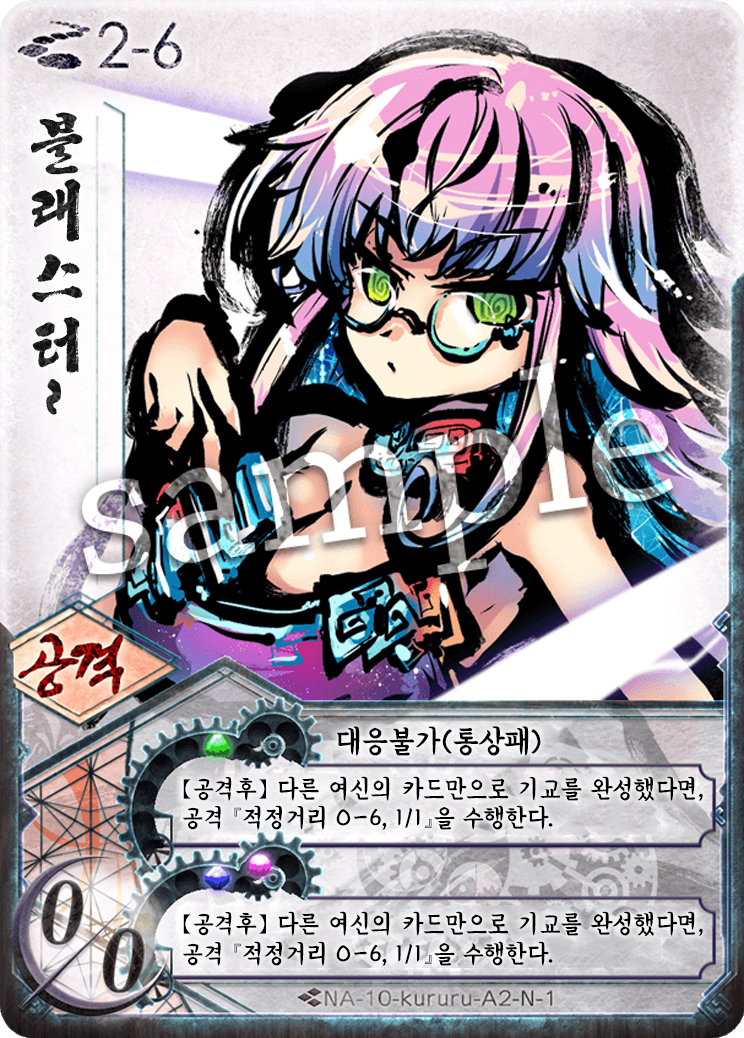 2-6
블래스터~
sample
공격
대응불가(통상패)
【공격후】 다른 여신의 카드만으로 기교를 완성했다면,
공격 『적정거리 0-6, 1/1』을 수행한다.
【공격후】 다른 여신의 카드만으로 기교를 완성했다면,
공격 『적정거리 0-6, 1/1』을 수행한다.
0/0
NA-10-kururu-A2-N-1